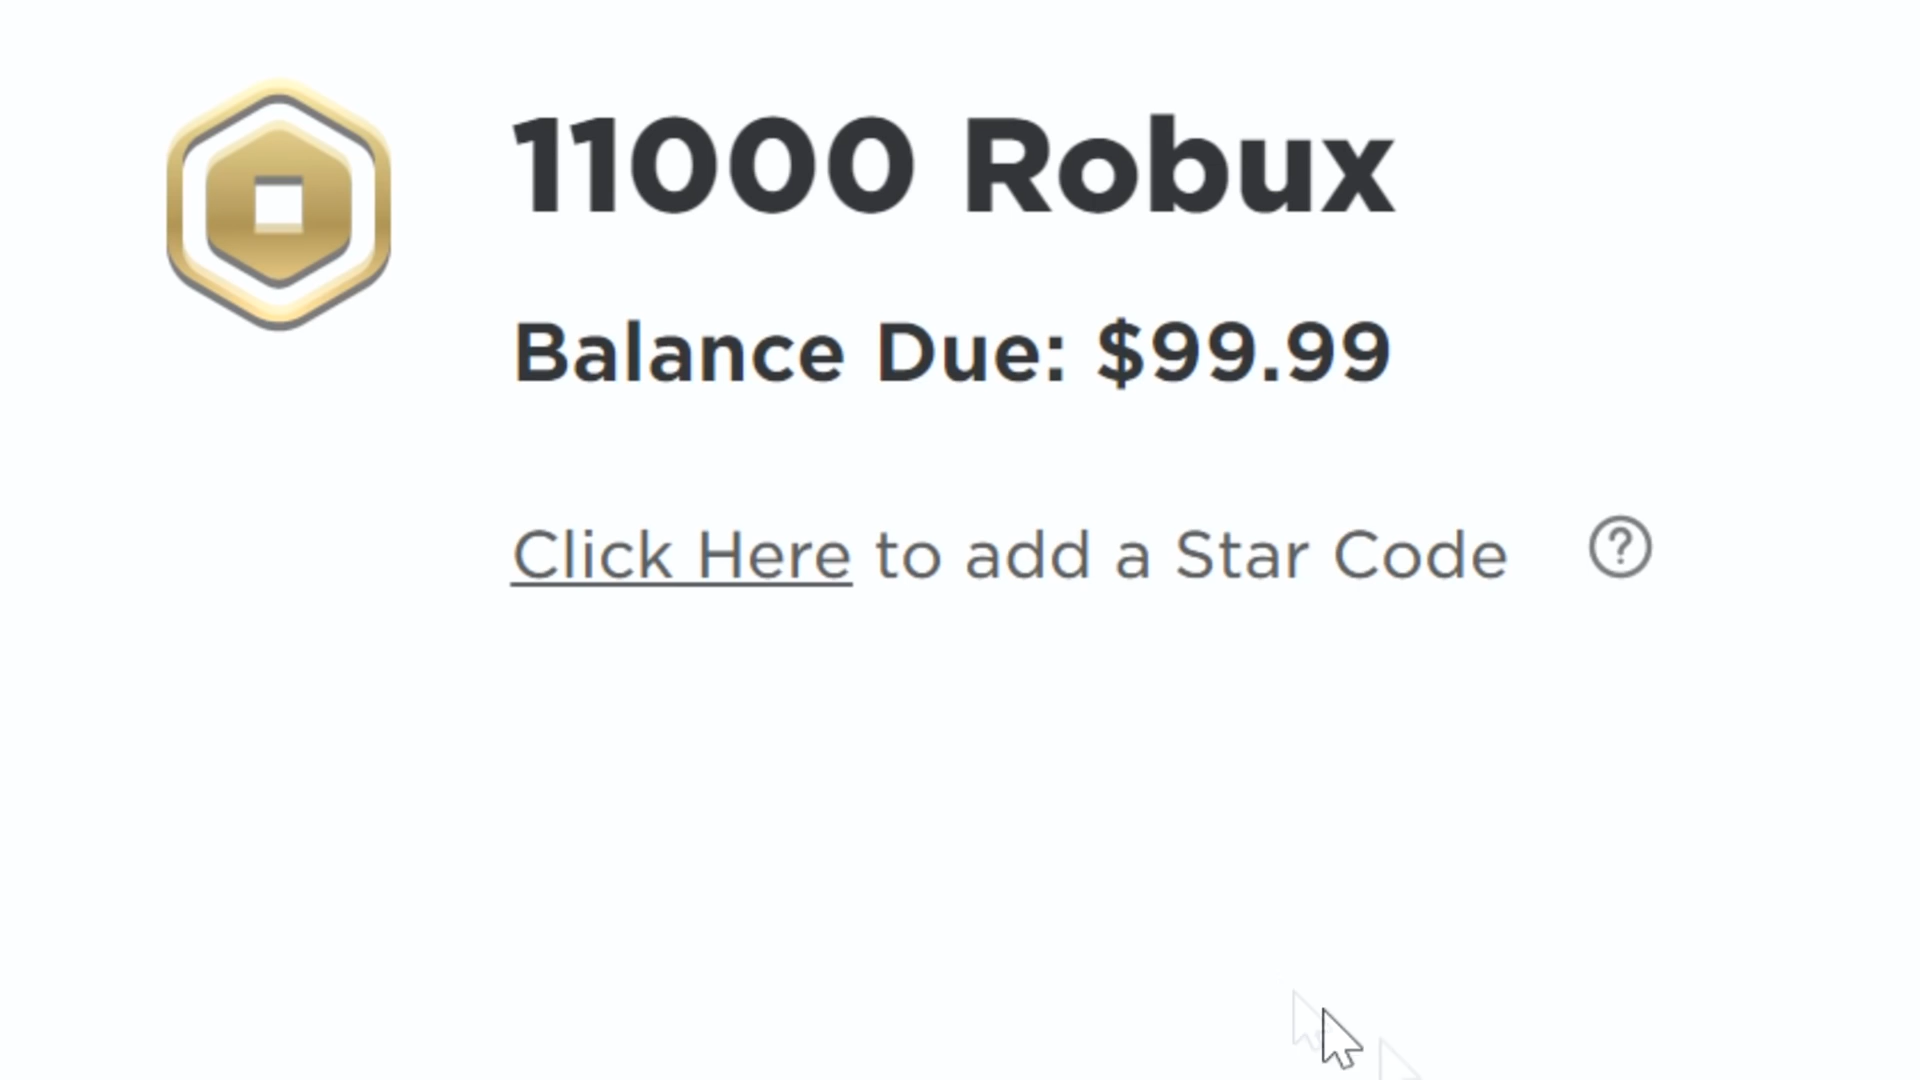 11000 Robux
Balance Due: $99.99
Click Here to add a Star Code ?